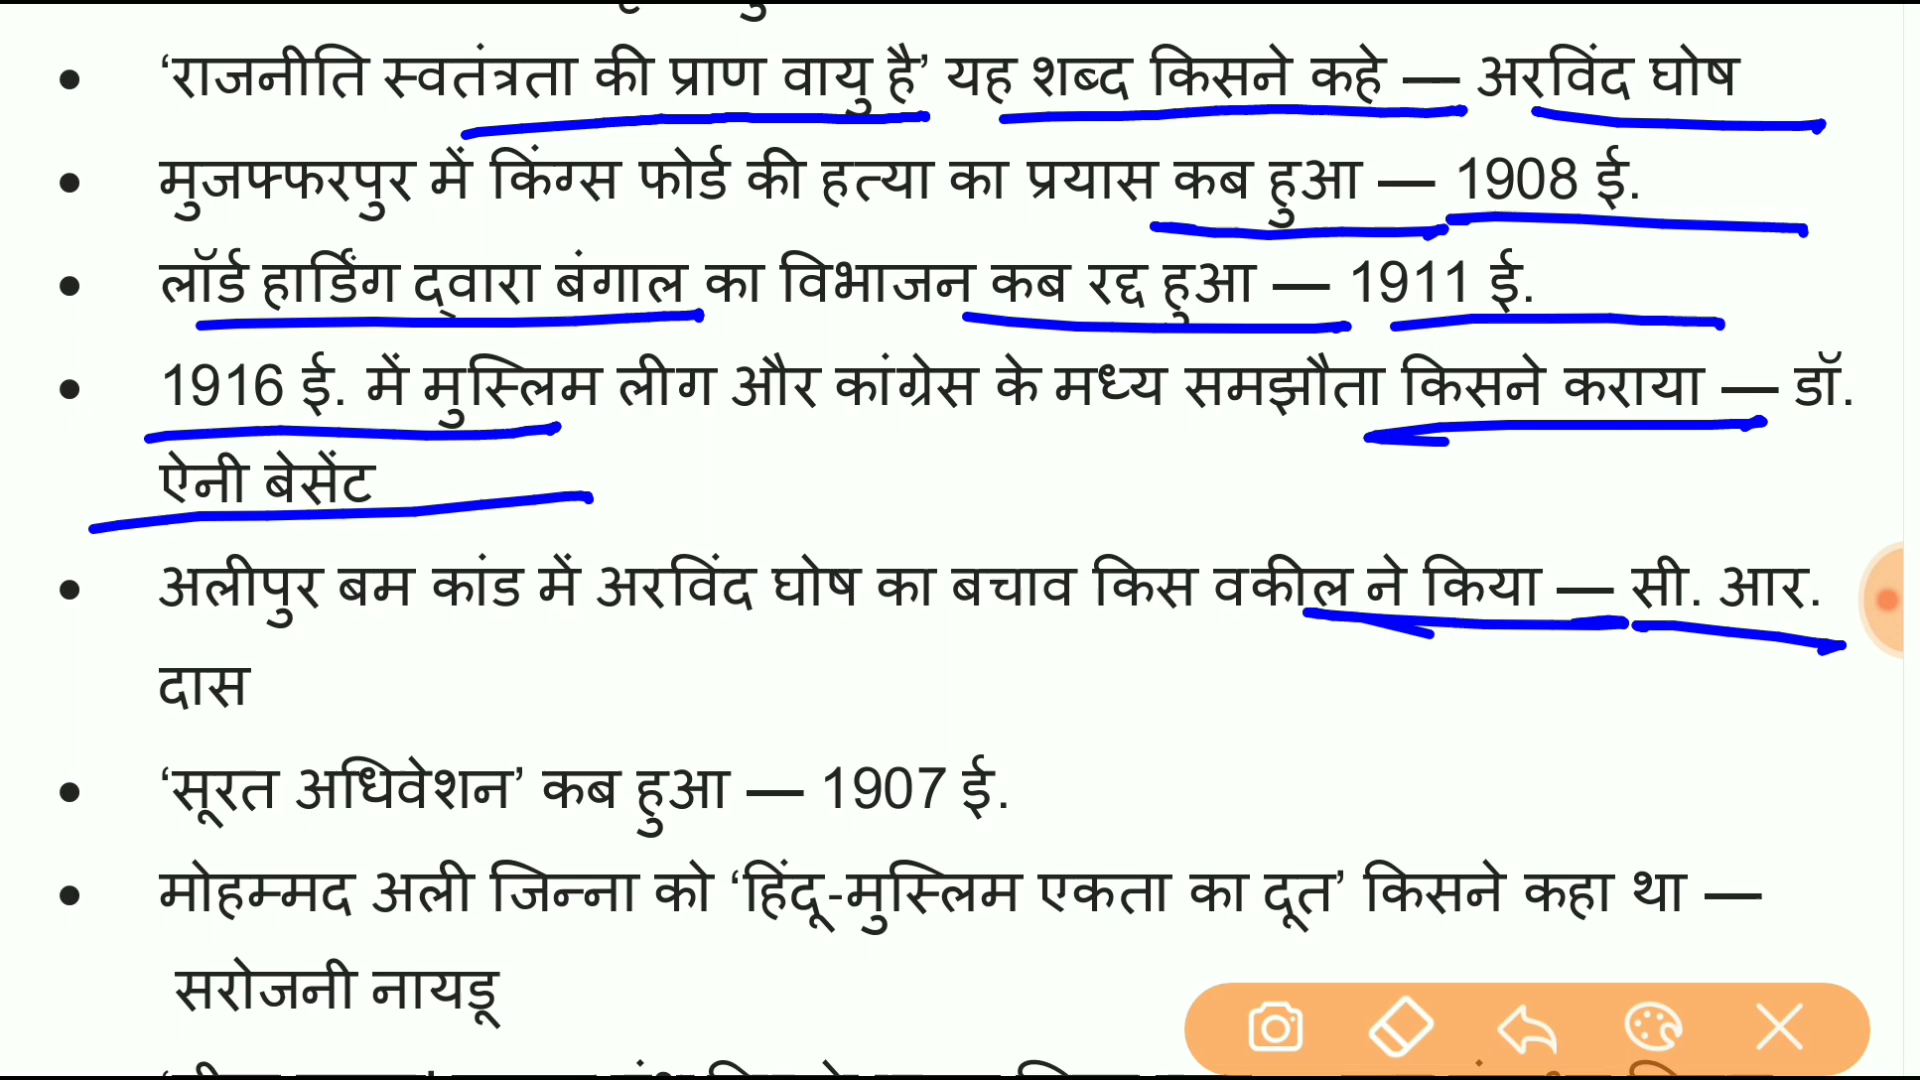 ‘राजनीति स्वतंत्रता की प्राण वायु है’ यह शब्द किसने कहे — अरविंद घोष
मुजफ्फरपुर में किंग्स फोर्ड की हत्या का प्रयास कब हुआ — 1908 ई.
लॉर्ड हार्डिंग द्वारा बंगाल का विभाजन कब रद्द हुआ — 1911 ई.
1916 ई. में मुस्लिम लीग और कांग्रेस के मध्य समझौता किसने कराया — डॉ.
ऐनी बेसेंट
अलीपुर बम कांड में अरविंद घोष का बचाव किस वकील ने किया — सी. आर.
दास
‘सूरत अधिवेशन’ कब हुआ — 1907 ई.
मोहम्मद अली जिन्ना को ‘हिंदू-मुस्लिम एकता का दूत’ किसने कहा था —
सरोजनी नायडू